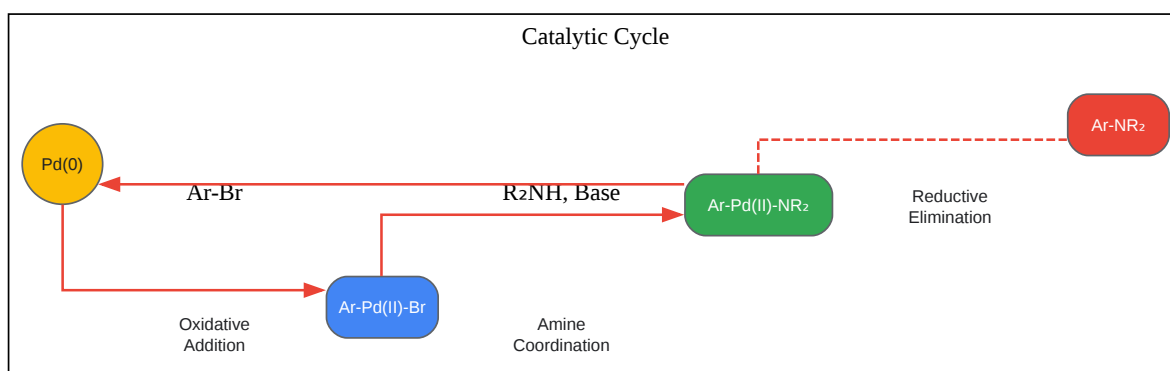 Catalytic Cycle
Ar-NR₂
Pd(0)
Ar-Br
R₂NH, Base
Ar-Pd(II)-NR₂
Reductive
Elimination
Ar-Pd(II)-Br
Oxidative
Addition
Amine
Coordination